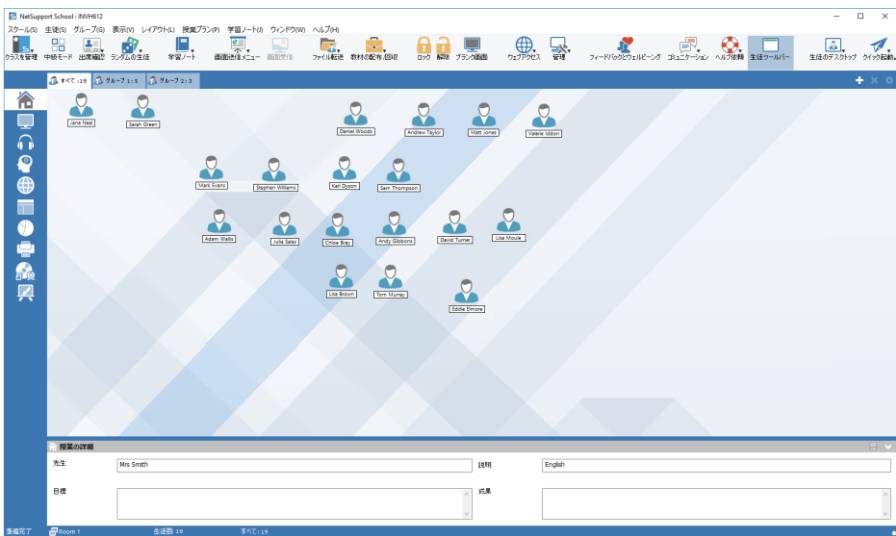 NetSupport School : INVH612
スクール(S) 生徒(S) グループ(G) 表示(V) レイアウト(L) 授業プラン(P) 学習ノート(J) ウィンドウ(W) ヘルプ(H)
クラスを管理 中継モード 出席確認 ランダムの生徒 学習ノート 画面送信メニュー 画面受信 ファイル転送 教材の配布/回収 ロック 解除 ブランク画面 ウェブアクセス 管理 フィードバックとウェルビーング コミュニケーション ヘルプ依頼 生徒ツールバー 生徒のデスクトップ クイック起動
すべて :19 グループ 1 : 5 グループ 2 : 2
Jane Neal Sarah Green Daniel Woods Andrew Taylor Matt Jones Valerie Iddon
Mark Evans Stephen Williams Karl Dyson Sam Thompson
Adam Wallis Julia Sales Chloe Bray Andy Gibbons David Turner Lisa Moule
Lisa Brown Tom Murray Eddie Elmore
授業の詳細
先生 Mrs Smith 説明 English
目標 成果
準備完了 Room 1 生徒数: 19 すべて: 19